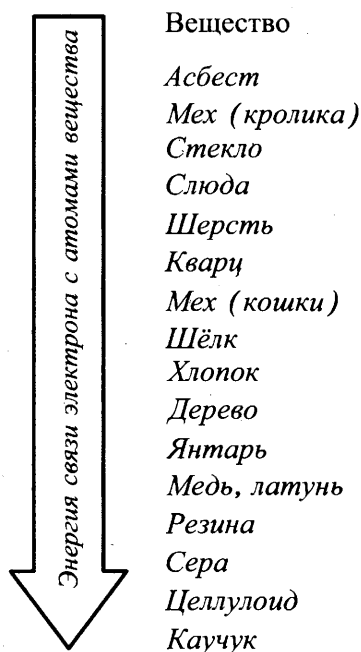 Энергия связи электрона с атомами вещества
Вещество
Асбест
Мех (кролика)
Стекло
Слюда
Шерсть
Кварц
Мех (кошки)
Шёлк
Хлопок
Дерево
Янтарь
Медь, латунь
Резина
Сера
Целлулоид
Каучук